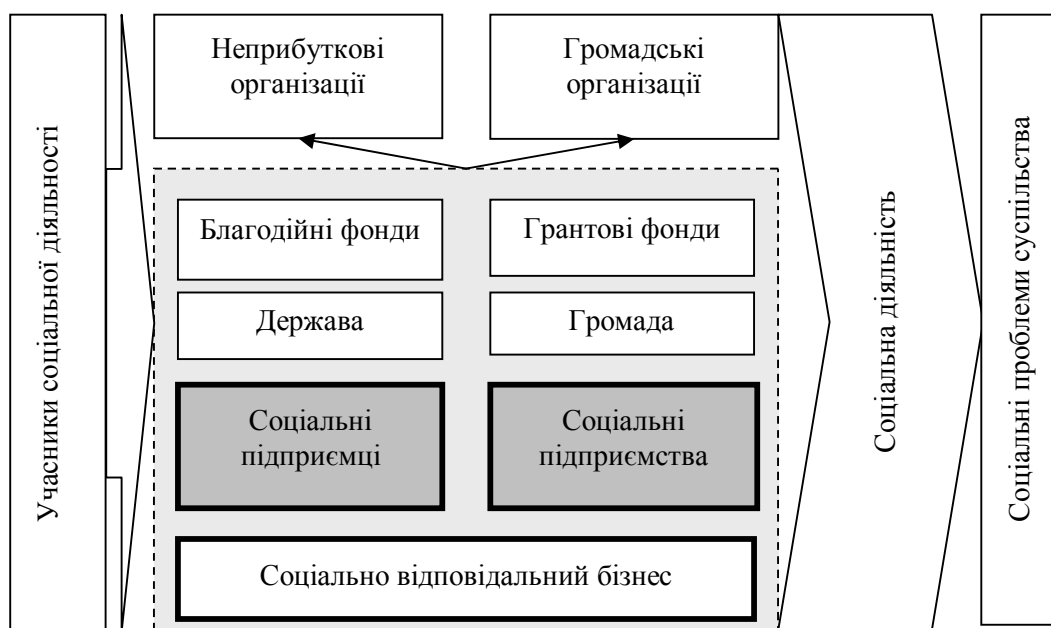 Учасники соціальної діяльності
Неприбуткові
організації
Громадські
організації
Благодійні фонди
Грантові фонди
Держава
Громада
Соціальні
підприємці
Соціальні
підприємства
Соціально відповідальний бізнес
Соціальна діяльність
Соціальні проблеми суспільства